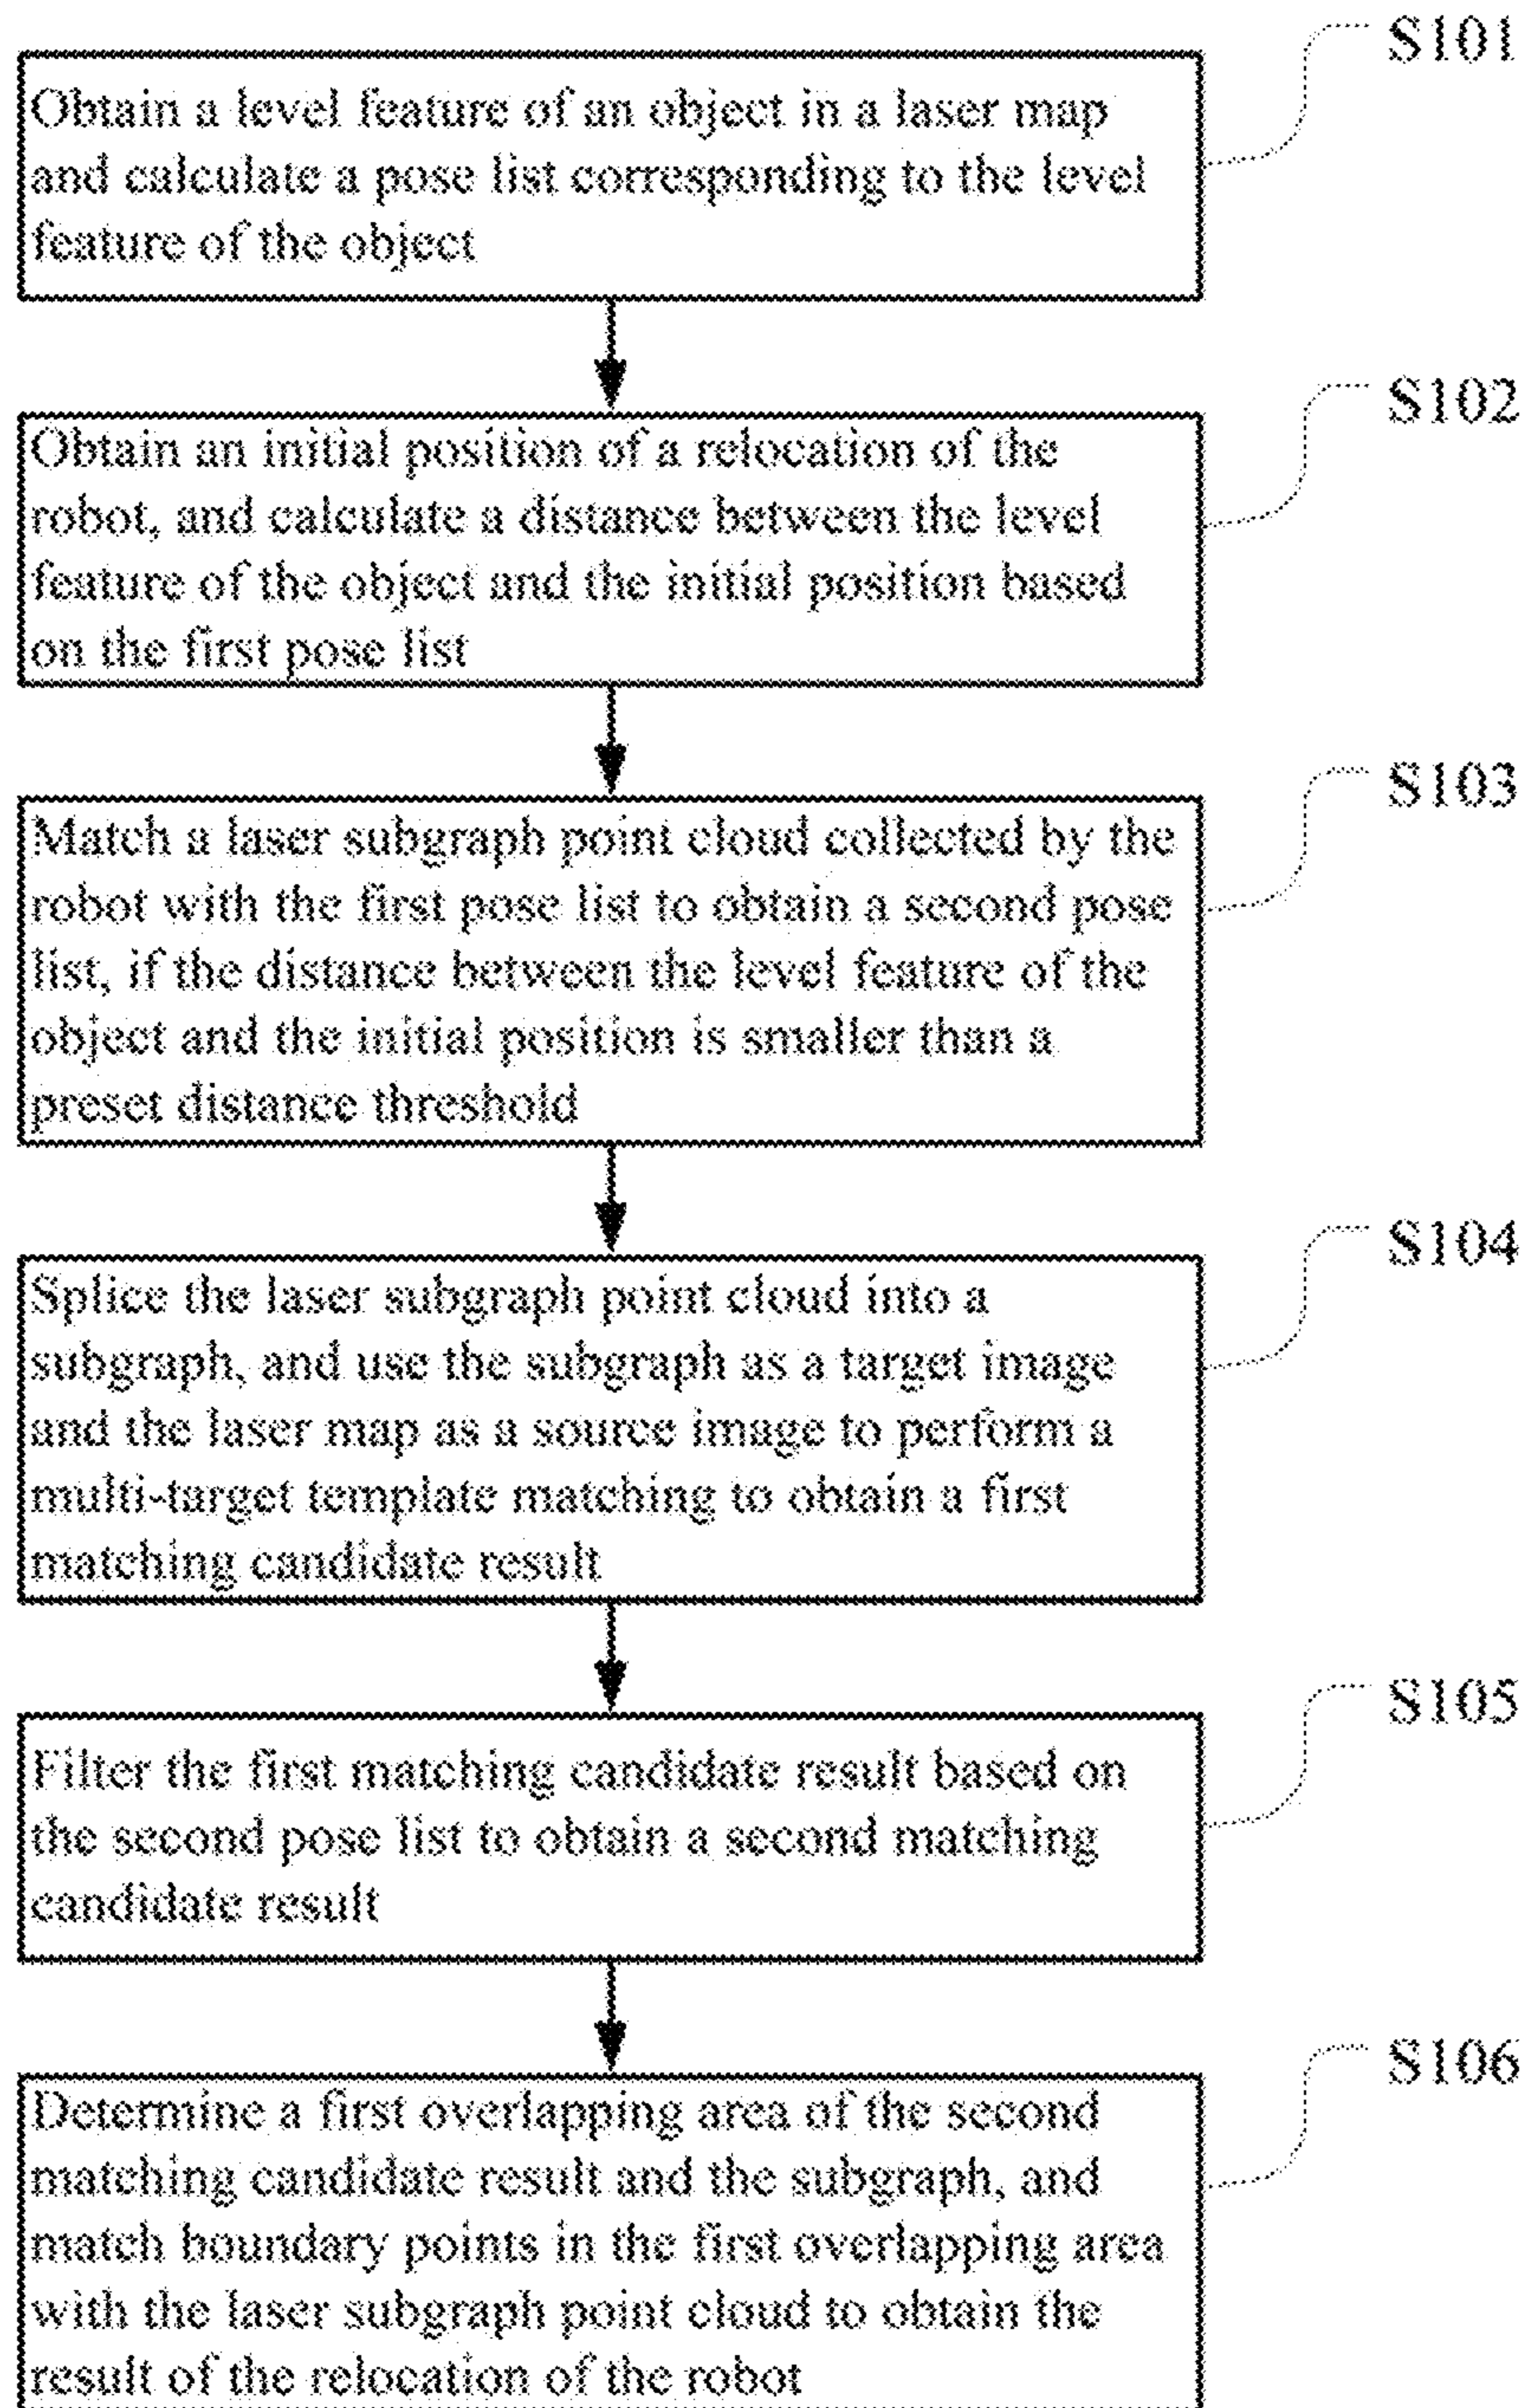 S101
Obtain a level feature of an object in a laser map
and calculate a pose list corresponding to the level
feature of the object
S102
Obtain an initial position of a relocation of the
robot, and calculate a distance between the level
feature of the object and the initial position based
on the first pose list
S103
Match a laser subgraph point cloud collected by the
robot with the first pose list to obtain a second pose
list, if the distance between the level feature of the
object and the initial position is smaller than a
preset distance threshold
S104
Splice the laser subgraph point cloud into a
subgraph, and use the subgraph as a target image
and the laser map as a source image to perform a
multi-target template matching to obtain a first
matching candidate result
S105
Filter the first matching candidate result based on
the second pose list to obtain a second matching
candidate result
S106
Determine a first overlapping area of the second
matching candidate result and the subgraph, and
match boundary points in the first overlapping area
with the laser subgraph point cloud to obtain the
result of the relocation of the robot